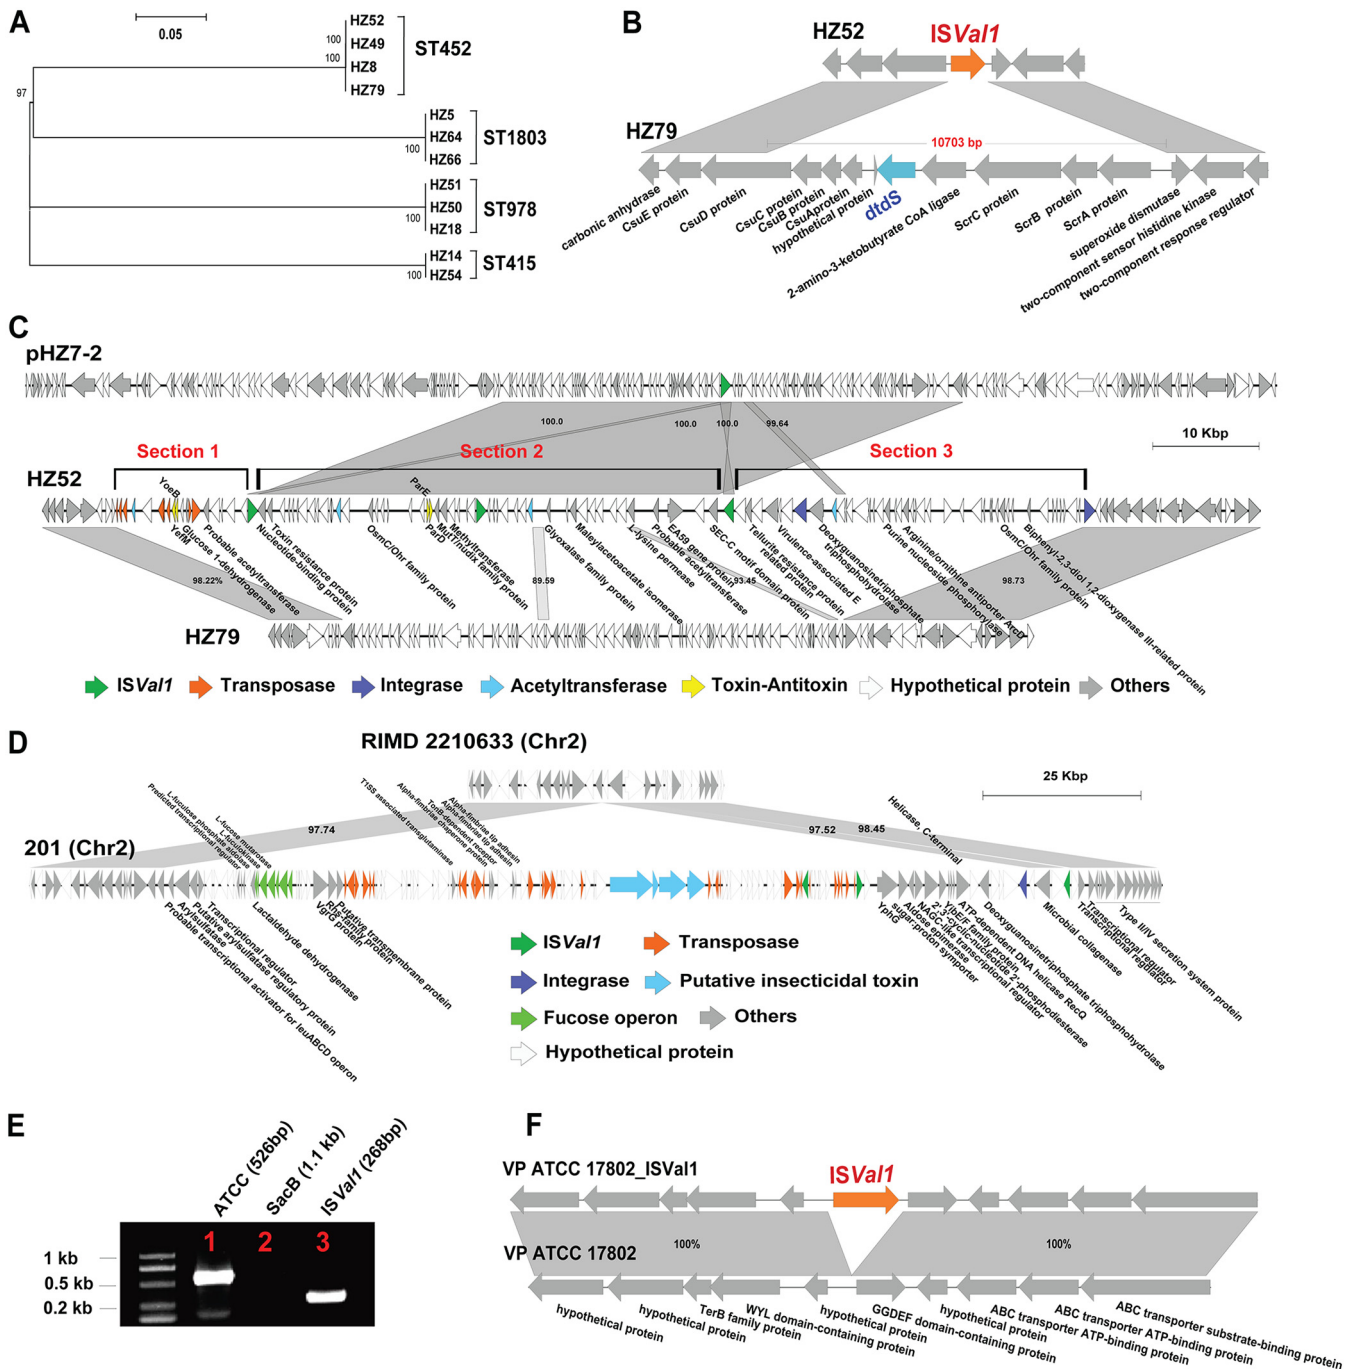 A
0.05
HZ52
HZ49
HZ8
HZ79
100
100
ST452
97
HZ5
HZ64
HZ66
100
ST1803
HZ51
HZ50
HZ18
100
ST978
HZ14
HZ54
100
ST415
B
HZ52
ISVal1
HZ79
10703 bp
carbonic anhydrase
CsuE protein
CsuD protein
CsuC protein
CsuB protein
CsuAprotein
hypothetical protein
dtdS
2-amino-3-ketobutyrate CoA ligase
ScrC protein
ScrB protein
ScrA protein
superoxide dismutase
two-component sensor histidine kinase
two-component response regulator
C
pHZ7-2
100.0
100.0
100.0
99.64
10 Kbp
Section 1
Section 2
Section 3
HZ52
YoeB
YefM
Glucose 1-dehydrogenase
Probable acetyltransferase
Nucleotide-binding protein
Toxin resistance protein
OsmC/Ohr family protein
ParE
ParD
MutT/nudix family protein
Methyltransferase
Glyoxalase family protein
Maleylacetoacetate isomerase
L-lysine permease
Probable acetyltransferase
EA59 gene protein
SEC-C motif domain protein
Tellurite resistance protein
related protein
Virulence-associated E
Deoxyguanosinetriphosphate
triphosphohydrolase
Purine nucleoside phosphorylase
Arginine/ornithine antiporter ArcD
OsmC/Ohr family protein
Biphenyl-2,3-diol 1,2-dioxygenase III-related protein
98.22%
89.59
93.45
98.73
HZ79
ISVal1
Transposase
Integrase
Acetyltransferase
Toxin-Antitoxin
Hypothetical protein
Others
D
RIMD 2210633 (Chr2)
25 Kbp
97.74
97.52
98.45
201 (Chr2)
Predicted transcriptional regulator
L-fuculose phosphate aldolase
L-fuculokinase
L-fucose mutarotase
T1SS associated transglutaminase
Alpha-fimbriae chaperone protein
TonB-dependent receptor
Alpha-fimbriae tip adhesin
Alpha-fimbriae tip adhesin
Helicase, C-terminal
Probable transcriptional activator for leuABCD operon
Arylsulfatase regulatory protein
Putative arylsulfatase
Transcriptional regulator
Lactaldehyde dehydrogenase
VgrG protein
Rhs-family protein
Putative transmembrane protein
YphG
sugar-proton symporter
Aldose epimerase
NAGC-like transcriptional regulator
2',3'-cyclic-nucleotide 2'-phosphodiesterase
YjbE/F family protein
ATP-dependent DNA helicase RecQ
Deoxyguanosinetriphosphate triphosphohydrolase
Microbial collagenase
Transcriptional regulator
Transcriptional regulator
Type II/IV secretion system protein
ISVal1
Transposase
Integrase
Putative insecticidal toxin
Fucose operon
Others
Hypothetical protein
E
ATCC (526bp)
SacB (1.1 kb)
ISVal1 (268bp)
1
2
3
1 kb
0.5 kb
0.2 kb
F
VP ATCC 17802_ISVal1
ISVal1
100%
100%
VP ATCC 17802
hypothetical protein
hypothetical protein
TerB family protein
WYL domain-containing protein
hypothetical protein
GGDEF domain-containing protein
hypothetical protein
ABC transporter ATP-binding protein
ABC transporter ATP-binding protein
ABC transporter substrate-binding protein